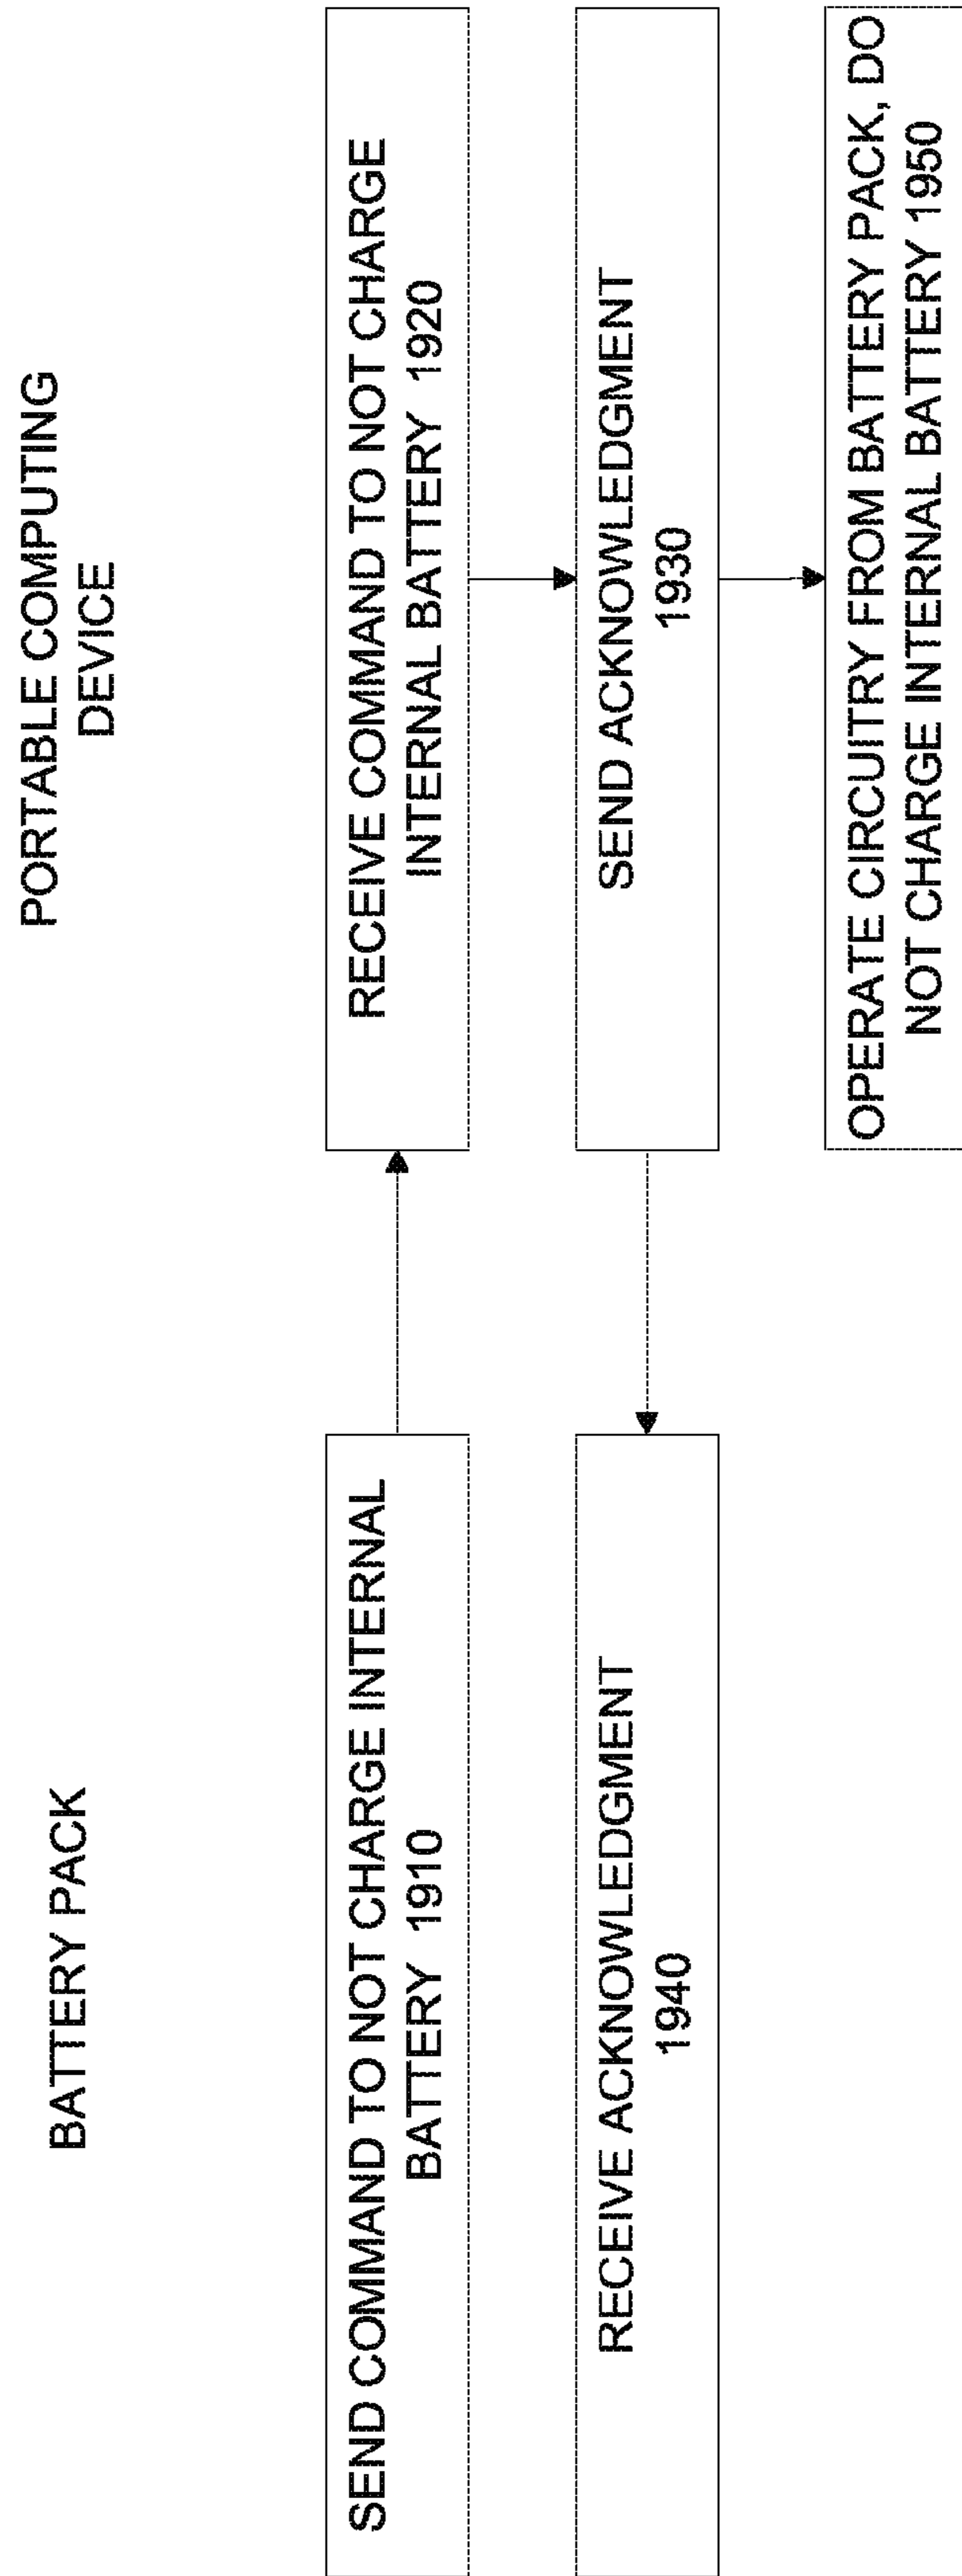 BATTERY PACK
PORTABLE COMPUTING
DEVICE
SEND COMMAND TO NOT CHARGE INTERNAL
BATTERY 1910
RECEIVE COMMAND TO NOT CHARGE
INTERNAL BATTERY 1920
RECEIVE ACKNOWLEDGMENT
1940
SEND ACKNOWLEDGMENT
1930
OPERATE CIRCUITRY FROM BATTERY PACK, DO
NOT CHARGE INTERNAL BATTERY 1950